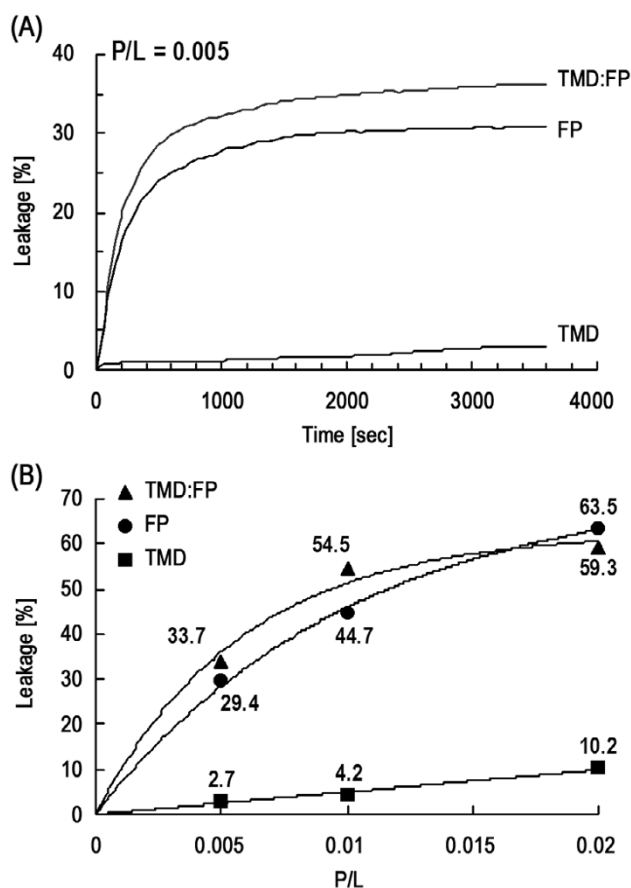 (A)
P/L = 0.005
40
30
20
10
0
Leakage [%]
TMD:FP
FP
TMD
0 1000 2000 3000 4000
Time [sec]
(B)
TMD:FP
FP
TMD
70
60
50
40
30
20
10
0
Leakage [%]
33.7
29.4
54.5
44.7
63.5
59.3
2.7
4.2
10.2
0 0.005 0.01 0.015 0.02
P/L